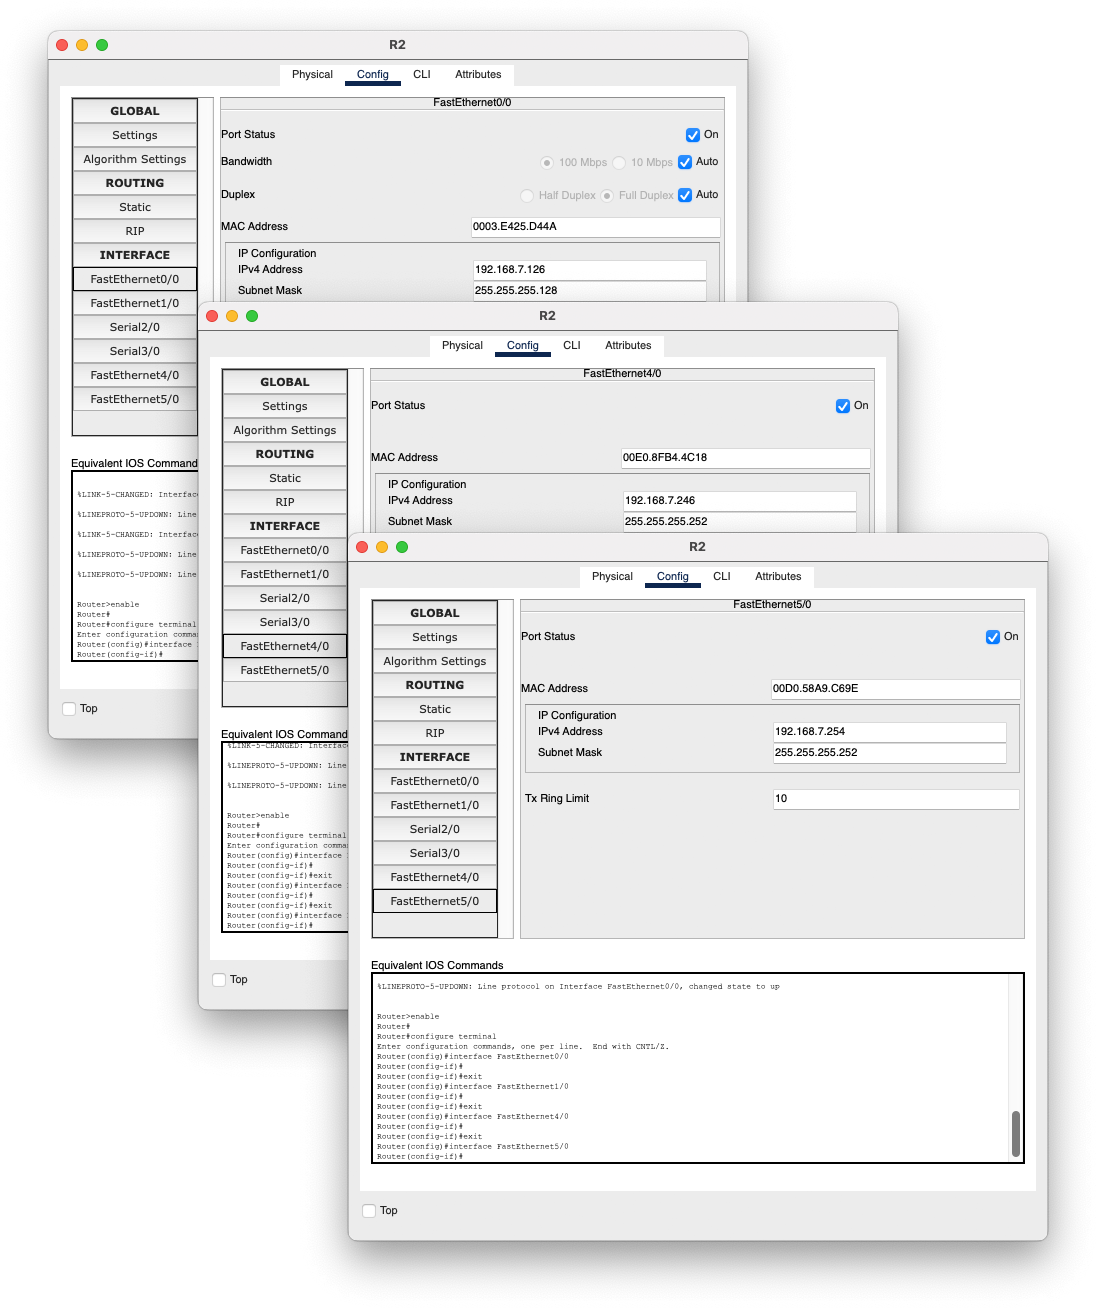 R2
Physical Config CLI Attributes
GLOBAL
Settings
Algorithm Settings
ROUTING
Static
RIP
INTERFACE
FastEthernet0/0
FastEthernet1/0
Serial2/0
Serial3/0
FastEthernet4/0
FastEthernet5/0
FastEthernet0/0
Port Status On
Bandwidth 100 Mbps 10 Mbps Auto
Duplex Half Duplex Full Duplex Auto
MAC Address 0003.E425.D44A
IP Configuration
IPv4 Address 192.168.7.126
Subnet Mask 255.255.255.128
Equivalent IOS Command
%LINK-5-CHANGED: Interfac
%LINEPROTO-5-UPDOWN: Line
%LINK-5-CHANGED: Interfac
%LINEPROTO-5-UPDOWN: Line
%LINEPROTO-5-UPDOWN: Line
Router>enable
Router#
Router#configure terminal
Enter configuration comma
Router(config)#interface
Router(config-if)#
Top
R2
Physical Config CLI Attributes
GLOBAL
Settings
Algorithm Settings
ROUTING
Static
RIP
INTERFACE
FastEthernet0/0
FastEthernet1/0
Serial2/0
Serial3/0
FastEthernet4/0
FastEthernet5/0
FastEthernet4/0
Port Status On
MAC Address 00E0.8FB4.4C18
IP Configuration
IPv4 Address 192.168.7.246
Subnet Mask 255.255.255.252
Equivalent IOS Command
%LINK-5-CHANGED: Interfac
%LINEPROTO-5-UPDOWN: Line
%LINEPROTO-5-UPDOWN: Line
Router>enable
Router#
Router#configure terminal
Enter configuration comma
Router(config)#interface
Router(config-if)#
Router(config-if)#exit
Router(config)#interface
Router(config-if)#
Router(config-if)#exit
Router(config)#interface
Router(config-if)#
Top
R2
Physical Config CLI Attributes
GLOBAL
Settings
Algorithm Settings
ROUTING
Static
RIP
INTERFACE
FastEthernet0/0
FastEthernet1/0
Serial2/0
Serial3/0
FastEthernet4/0
FastEthernet5/0
FastEthernet5/0
Port Status On
MAC Address 00D0.58A9.C69E
IP Configuration
IPv4 Address 192.168.7.254
Subnet Mask 255.255.255.252
Tx Ring Limit 10
Equivalent IOS Commands
%LINEPROTO-5-UPDOWN: Line protocol on Interface FastEthernet0/0, changed state to up
Router>enable
Router#
Router#configure terminal
Enter configuration commands, one per line.  End with CNTL/Z.
Router(config)#interface FastEthernet0/0
Router(config-if)#
Router(config-if)#exit
Router(config)#interface FastEthernet1/0
Router(config-if)#
Router(config-if)#exit
Router(config)#interface FastEthernet4/0
Router(config-if)#
Router(config-if)#exit
Router(config)#interface FastEthernet5/0
Router(config-if)#
Top